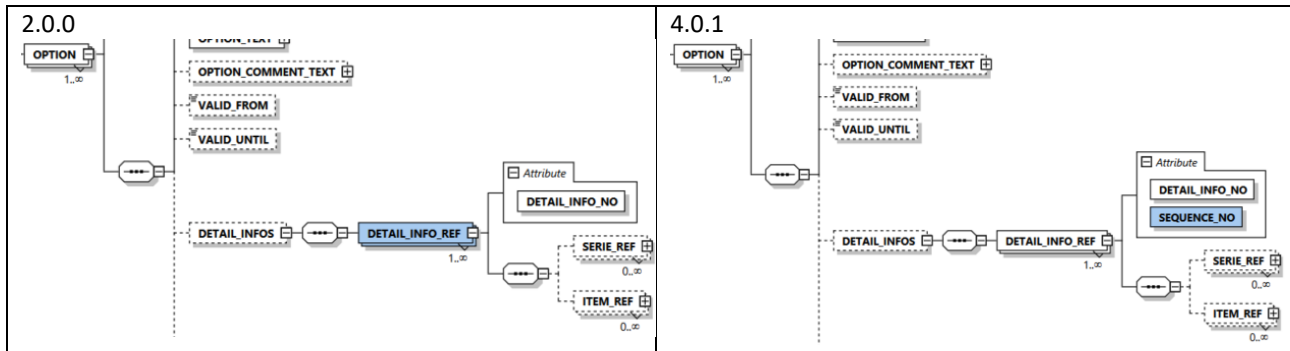 2.0.0
OPTION_TEXT
OPTION
1..∞
OPTION_COMMENT_TEXT
VALID_FROM
VALID_UNTIL
Attribute
DETAIL_INFO_NO
DETAIL_INFOS
DETAIL_INFO_REF
1..∞
SERIE_REF
0..∞
ITEM_REF
0..∞
4.0.1
OPTION
1..∞
OPTION_COMMENT_TEXT
VALID_FROM
VALID_UNTIL
Attribute
DETAIL_INFO_NO
SEQUENCE_NO
DETAIL_INFOS
DETAIL_INFO_REF
1..∞
SERIE_REF
0..∞
ITEM_REF
0..∞